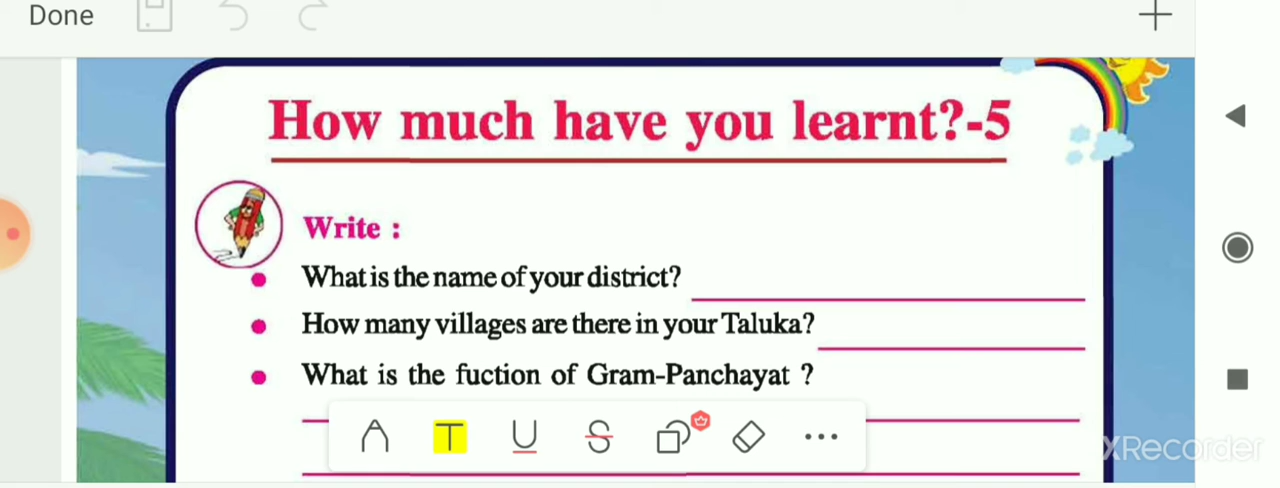 Done
How much have you learnt?-5
Write :
What is the name of your district?
How many villages are there in your Taluka?
What is the fuction of Gram-Panchayat ?
T U S
XRecorder